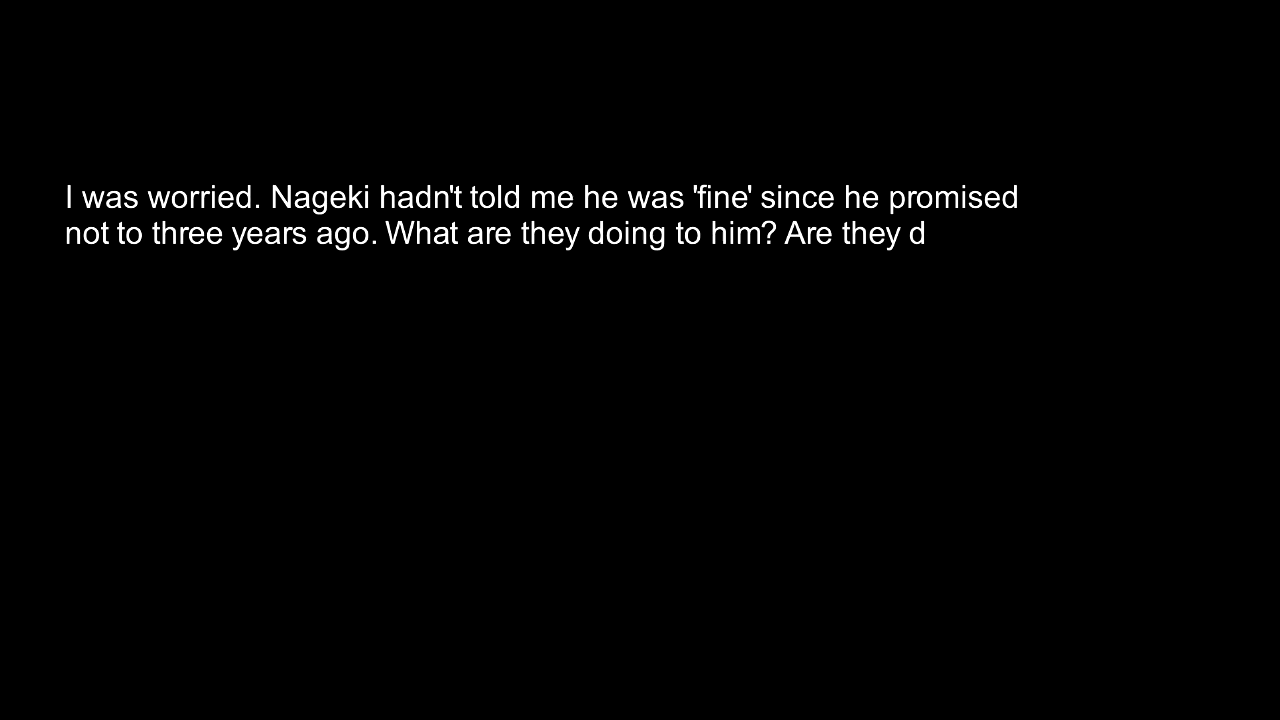 I was worried. Nageki hadn't told me he was 'fine' since he promised
not to three years ago. What are they doing to him? Are they d